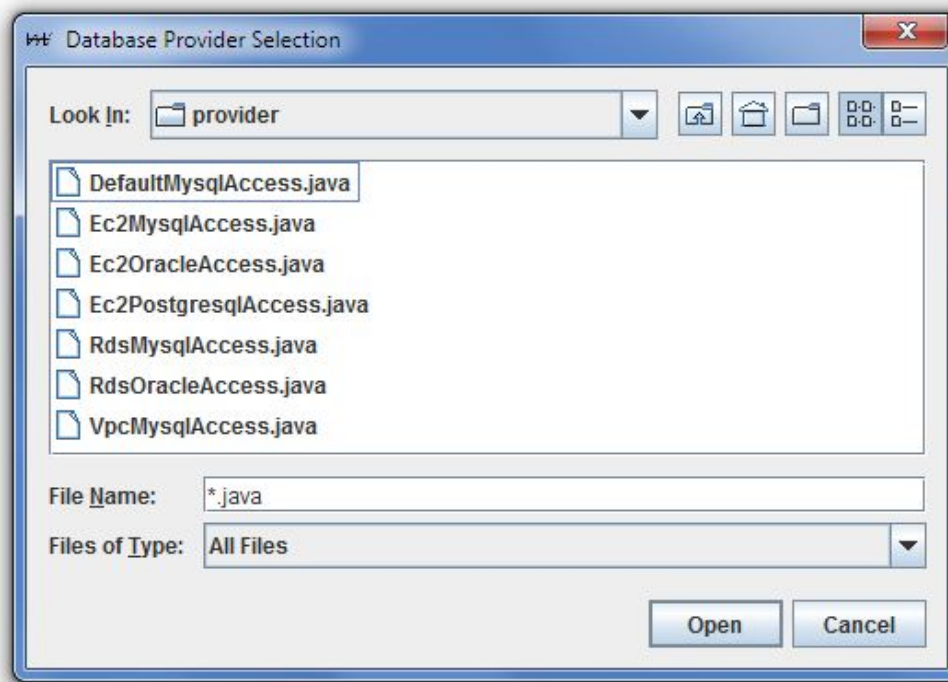 Database Provider Selection
Look In: provider
DefaultMysqlAccess.java
Ec2MysqlAccess.java
Ec2OracleAccess.java
Ec2PostgresqlAccess.java
RdsMysqlAccess.java
RdsOracleAccess.java
VpcMysqlAccess.java
File Name: *.java
Files of Type: All Files
Open Cancel